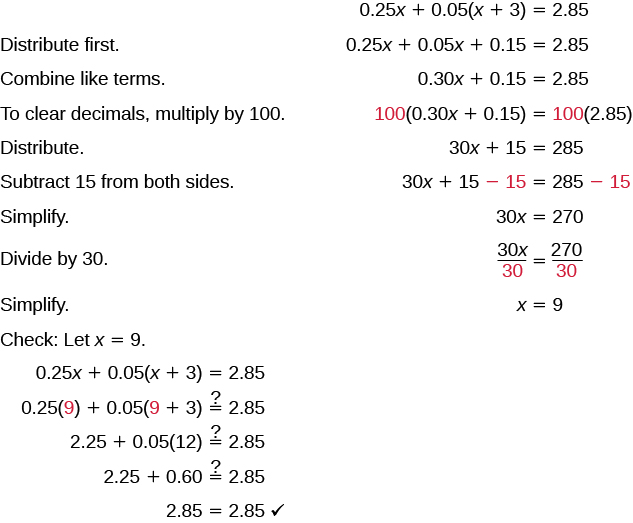 0.25x + 0.05(x + 3) = 2.85
Distribute first. 0.25x + 0.05x + 0.15 = 2.85
Combine like terms. 0.30x + 0.15 = 2.85
To clear decimals, multiply by 100. 100(0.30x + 0.15) = 100(2.85)
Distribute. 30x + 15 = 285
Subtract 15 from both sides. 30x + 15 − 15 = 285 − 15
Simplify. 30x = 270
Divide by 30. 30x/30 = 270/30
Simplify. x = 9
Check: Let x = 9.
0.25x + 0.05(x + 3) = 2.85
0.25(9) + 0.05(9 + 3) ≟ 2.85
2.25 + 0.05(12) ≟ 2.85
2.25 + 0.60 ≟ 2.85
2.85 = 2.85 ✓